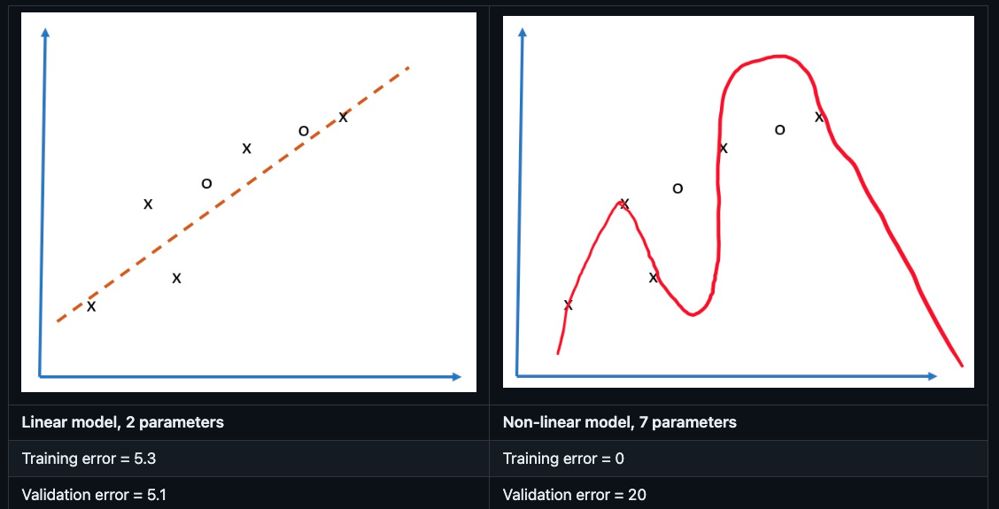 Linear model, 2 parameters
Non-linear model, 7 parameters
Training error = 5.3
Training error = 0
Validation error = 5.1
Validation error = 20